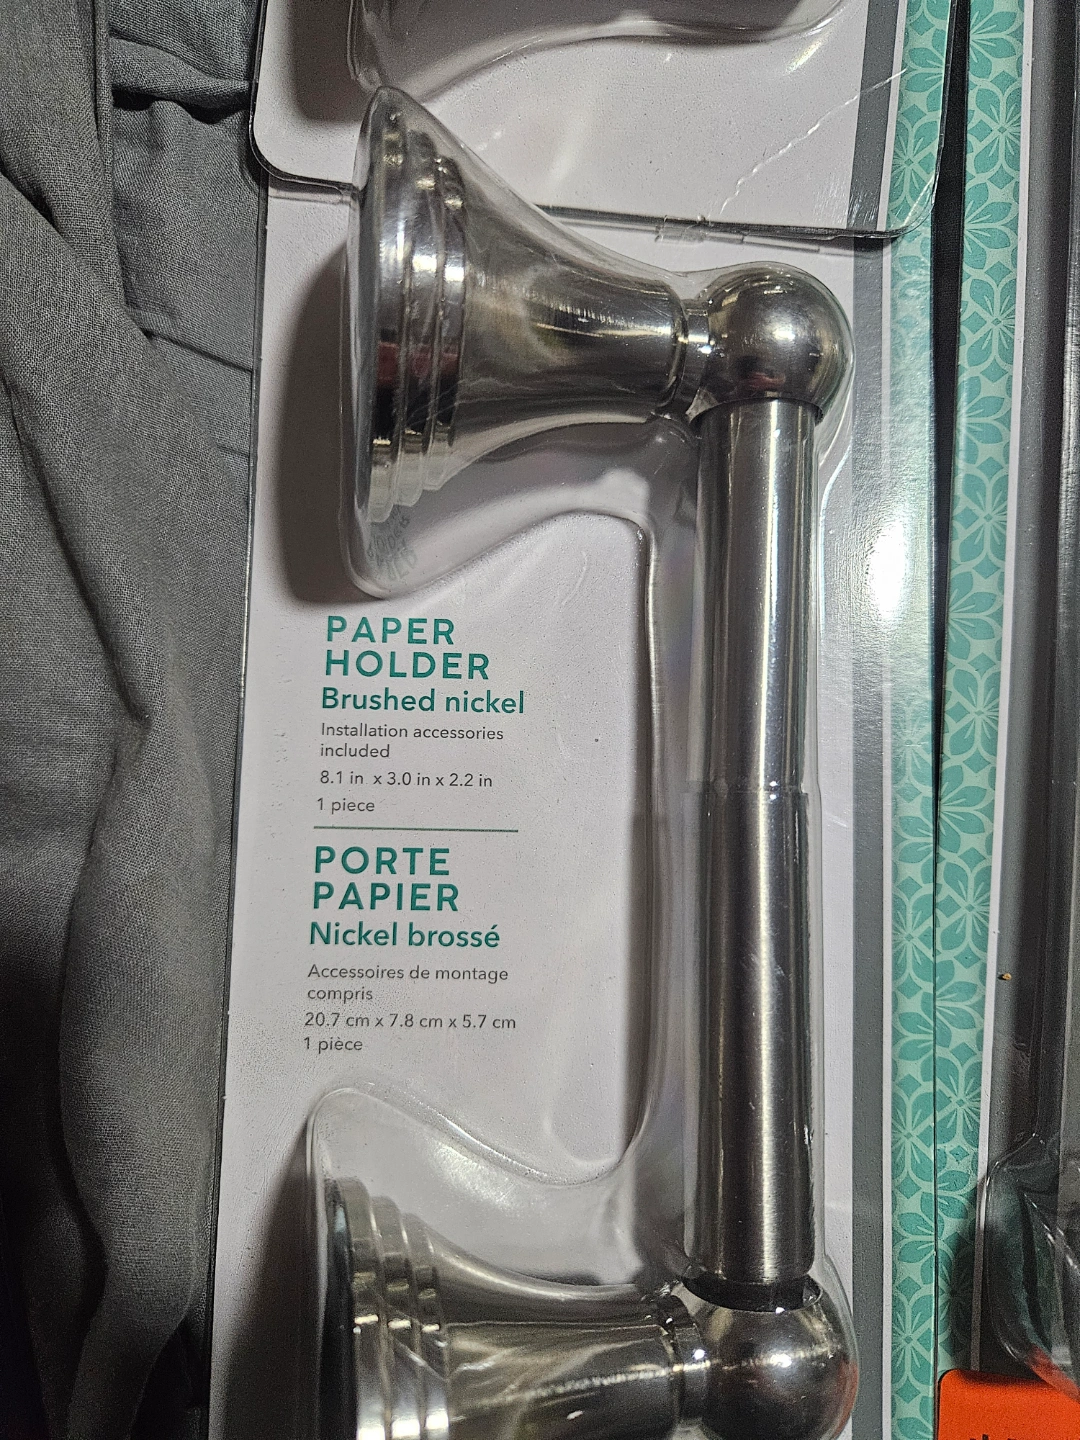 PAPER
HOLDER
Brushed nickel
Installation accessories
included
8.1 in x 3.0 in x 2.2 in
1 piece
PORTE
PAPIER
Nickel brossé
Accessoires de montage
compris
20.7 cm x 7.8 cm x 5.7 cm
1 pièce